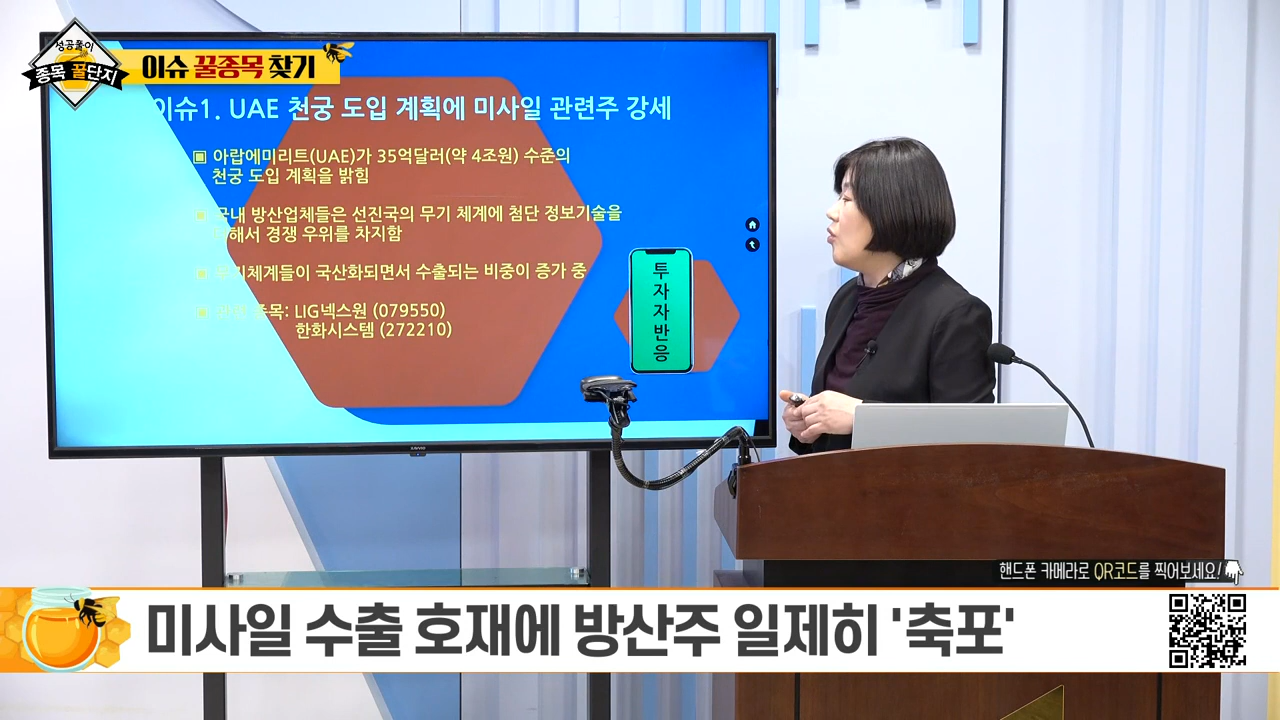 성공풀이
종목 꿀단지
이슈 꿀종목 찾기
이슈1. UAE 천궁 도입 계획에 미사일 관련주 강세
▣ 아랍에미리트(UAE)가 35억달러(약 4조원) 수준의
천궁 도입 계획을 밝힘
▣ 국내 방산업체들은 선진국의 무기 체계에 첨단 정보기술을
경쟁 우위를 차지함
▣ 무기체계들이 국산화되면서 수출되는 비중이 증가 중
▣ 종목: LIG넥스원 (079550)
한화시스템 (272210)
투자자반응
핸드폰 카메라로 QR코드를 찍어보세요!
미사일 수출 호재에 방산주 일제히 '축포'